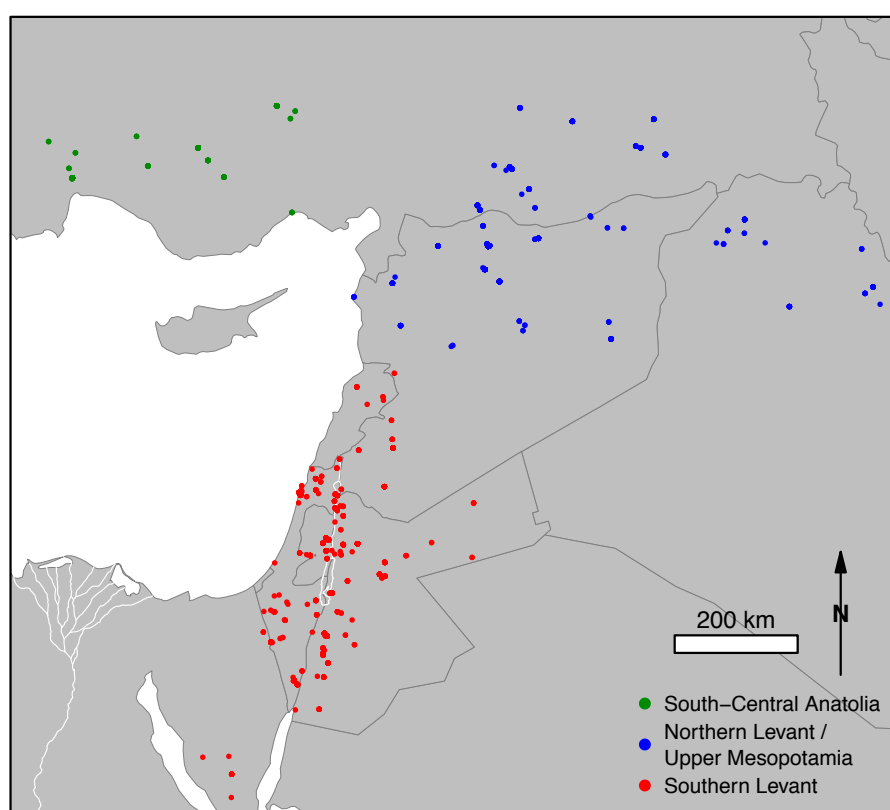 N
200 km
South−Central Anatolia
Northern Levant /
Upper Mesopotamia
Southern Levant